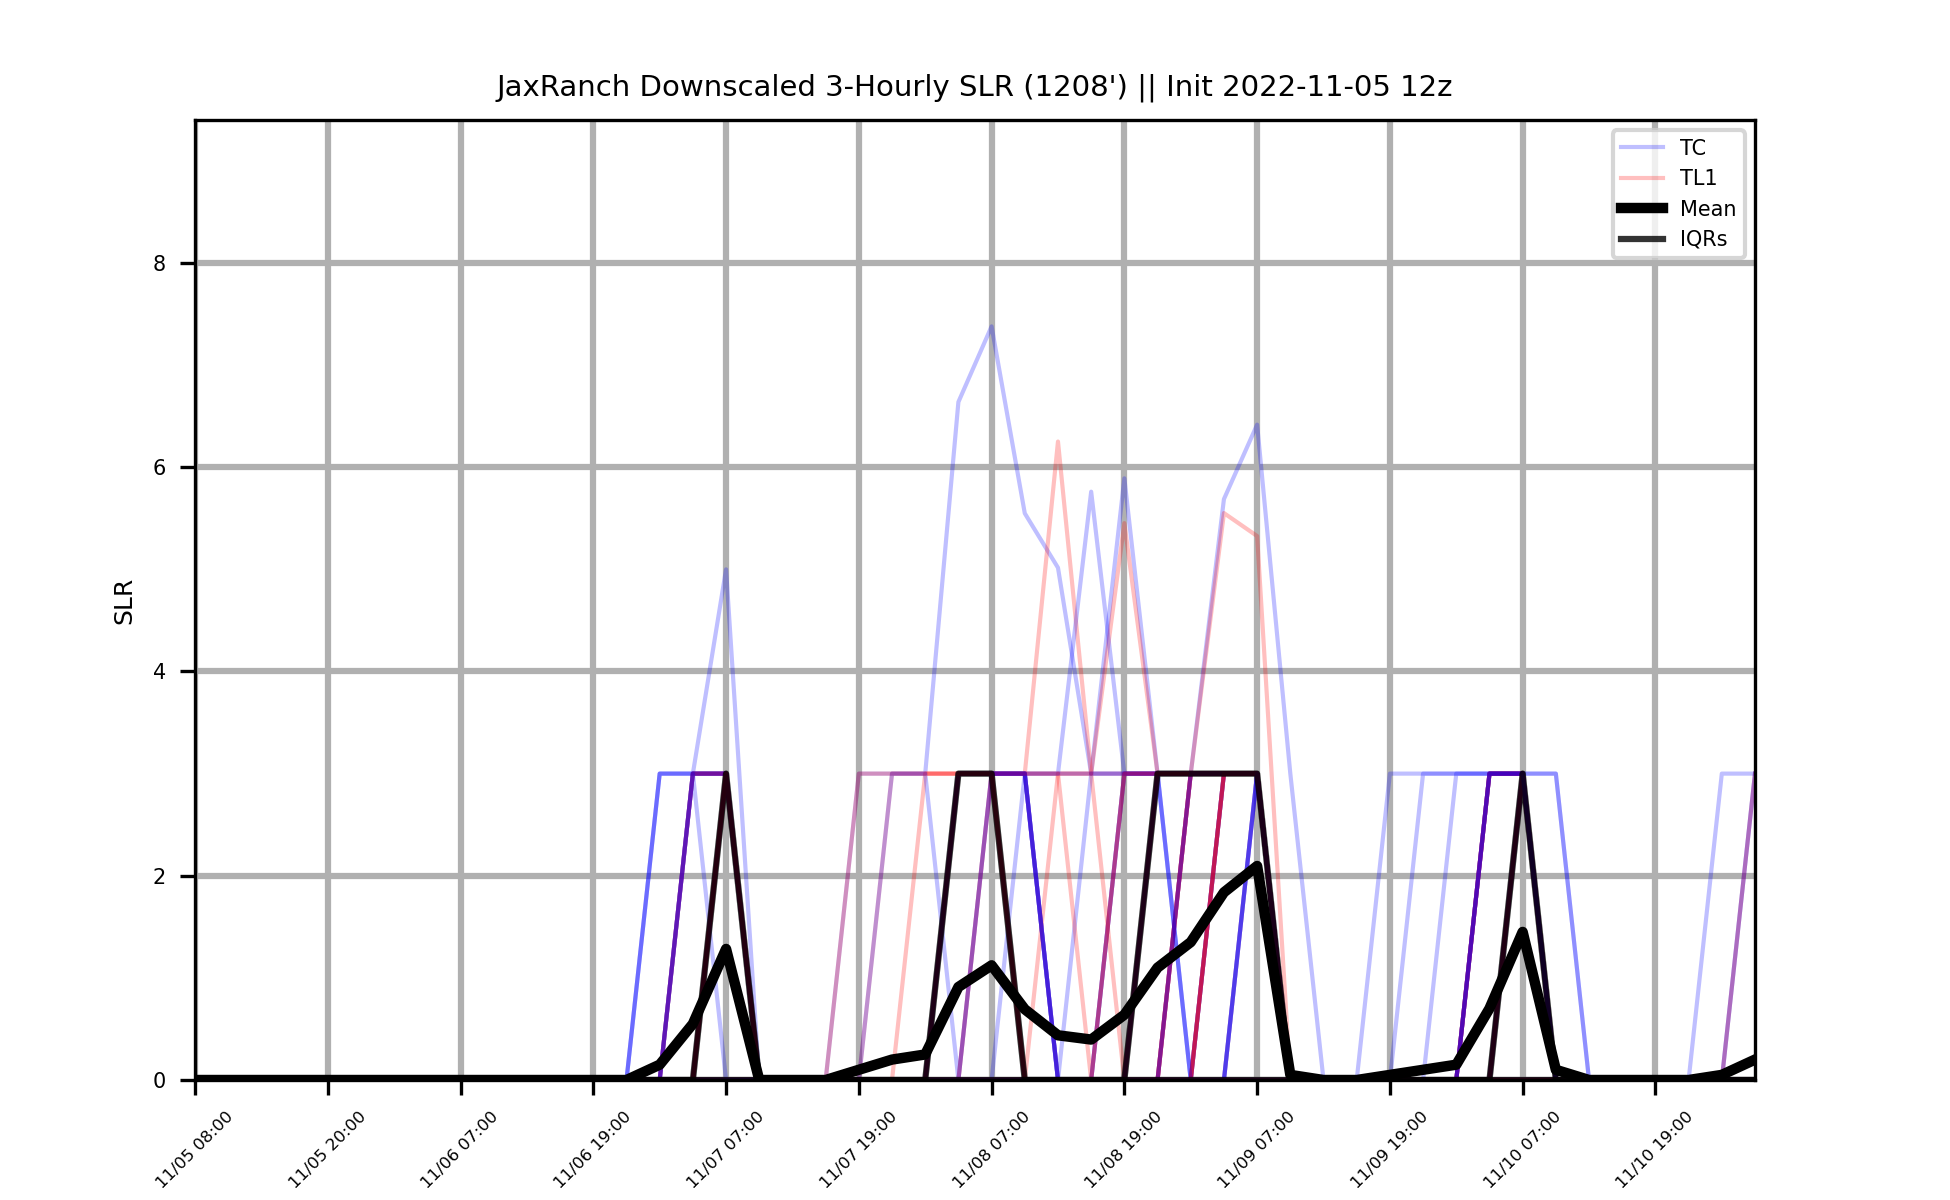 JaxRanch Downscaled 3-Hourly SLR (1208') || Init 2022-11-05 12z
TC
TL1
Mean
IQRs
8
6
4
2
0
SLR
11/05 08:00
11/05 20:00
11/06 07:00
11/06 19:00
11/07 07:00
11/07 19:00
11/08 07:00
11/08 19:00
11/09 07:00
11/09 19:00
11/10 07:00
11/10 19:00